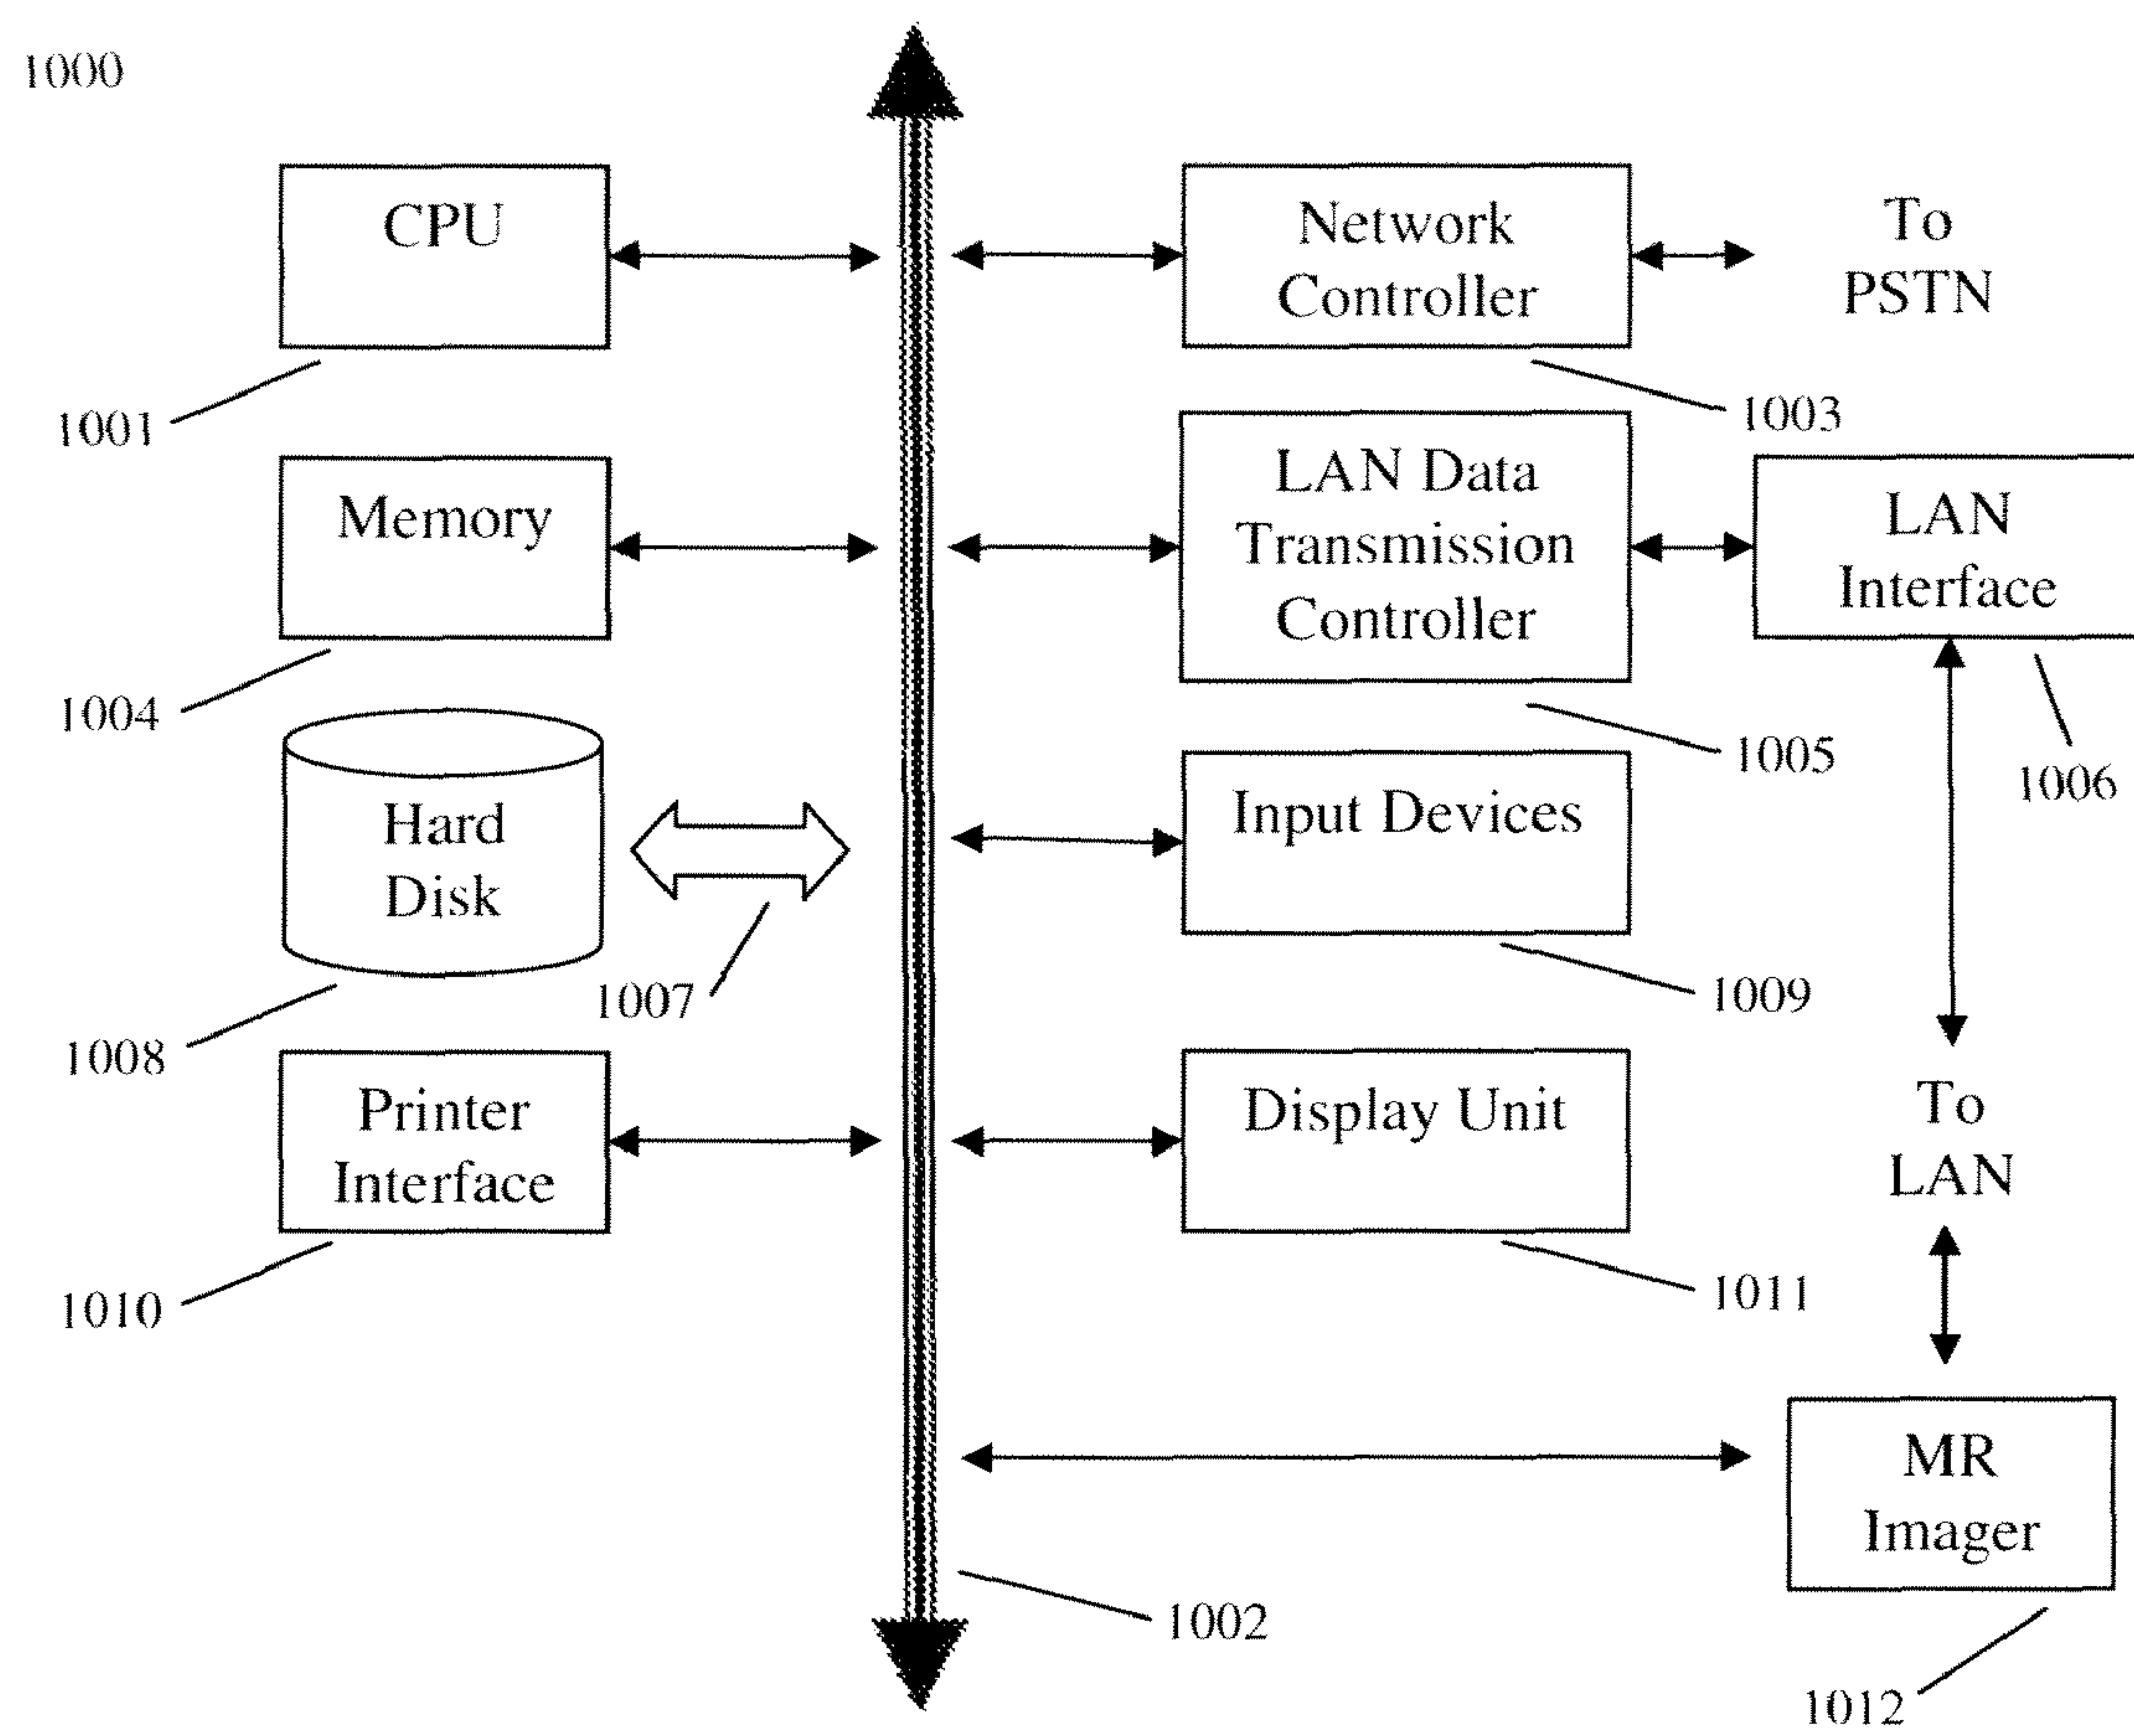 1000
CPU
1001
Network
Controller
To
PSTN
1003
Memory
1004
LAN Data
Transmission
Controller
1005
LAN
Interface
1006
Hard
Disk
1008
1007
Input Devices
1009
Printer
Interface
1010
Display Unit
1011
To
LAN
MR
Imager
1012
1002